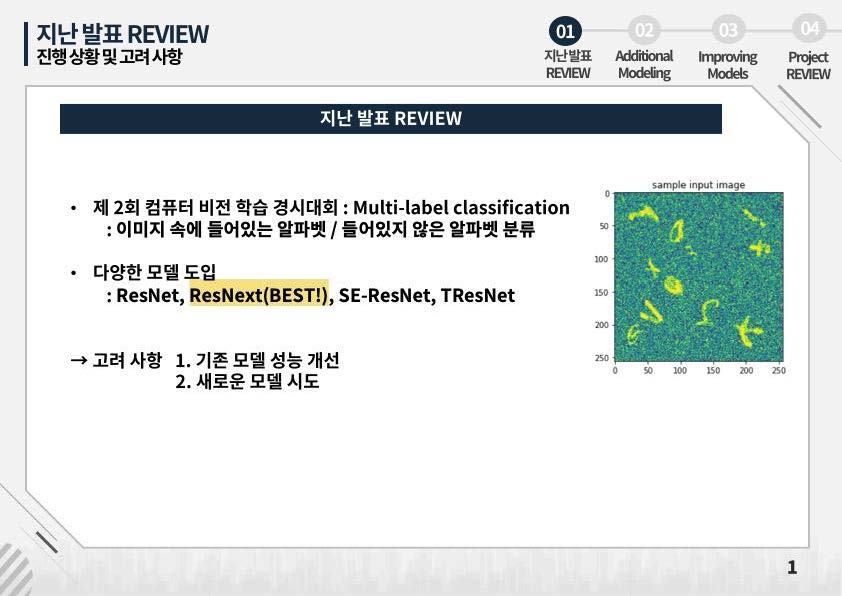 지난 발표 REVIEW
진행 상황 및 고려 사항
01
지난 발표
REVIEW
02
Additional
Modeling
03
Improving
Models
04
Project
REVIEW
지난 발표 REVIEW
• 제 2회 컴퓨터 비전 학습 경시대회 : Multi-label classification
: 이미지 속에 들어있는 알파벳 / 들어있지 않은 알파벳 분류
• 다양한 모델 도입
: ResNet, ResNext(BEST!), SE-ResNet, TResNet
→ 고려 사항 1. 기존 모델 성능 개선
2. 새로운 모델 시도
sample input image
0
50
100
150
200
250
0 50 100 150 200 250
1